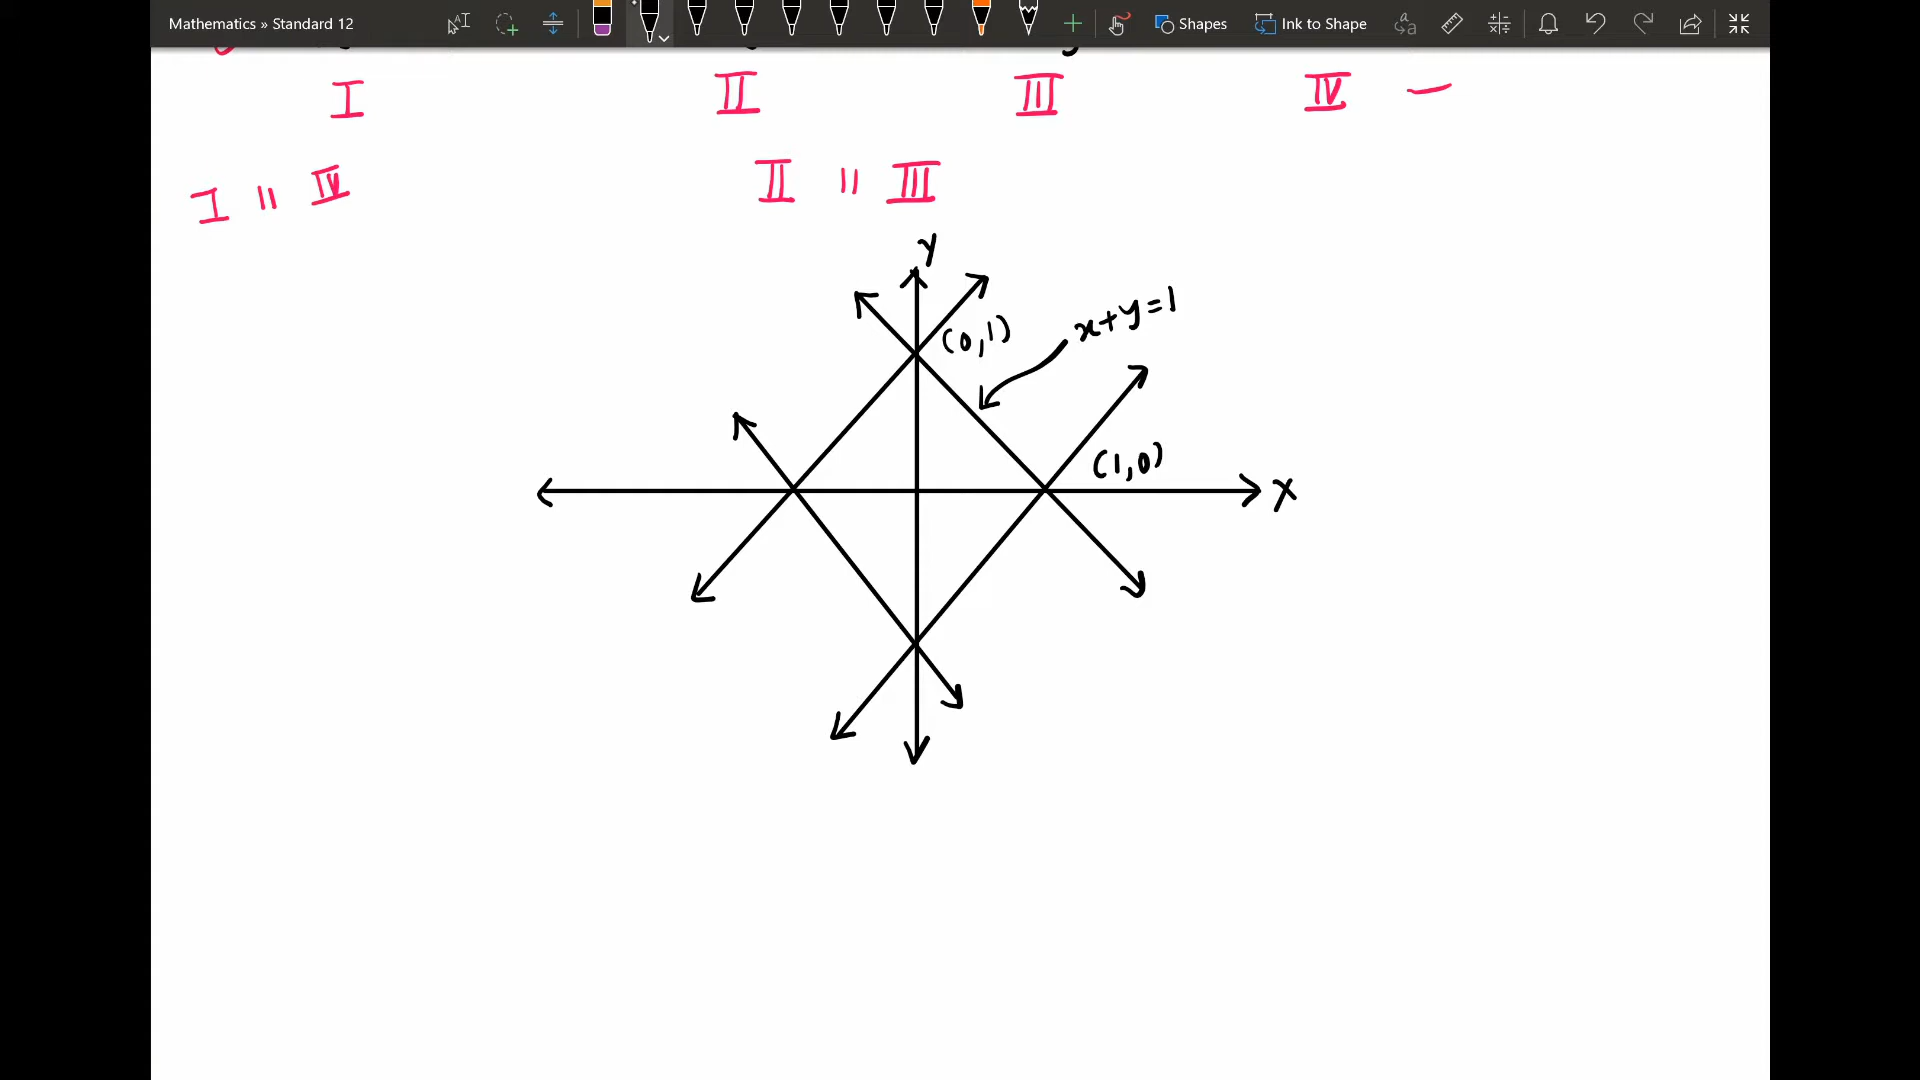 Mathematics » Standard 12
Shapes
Ink to Shape
I II III IV —
I || IV II || III
y
(0,1)
x+y=1
(1,0)
X